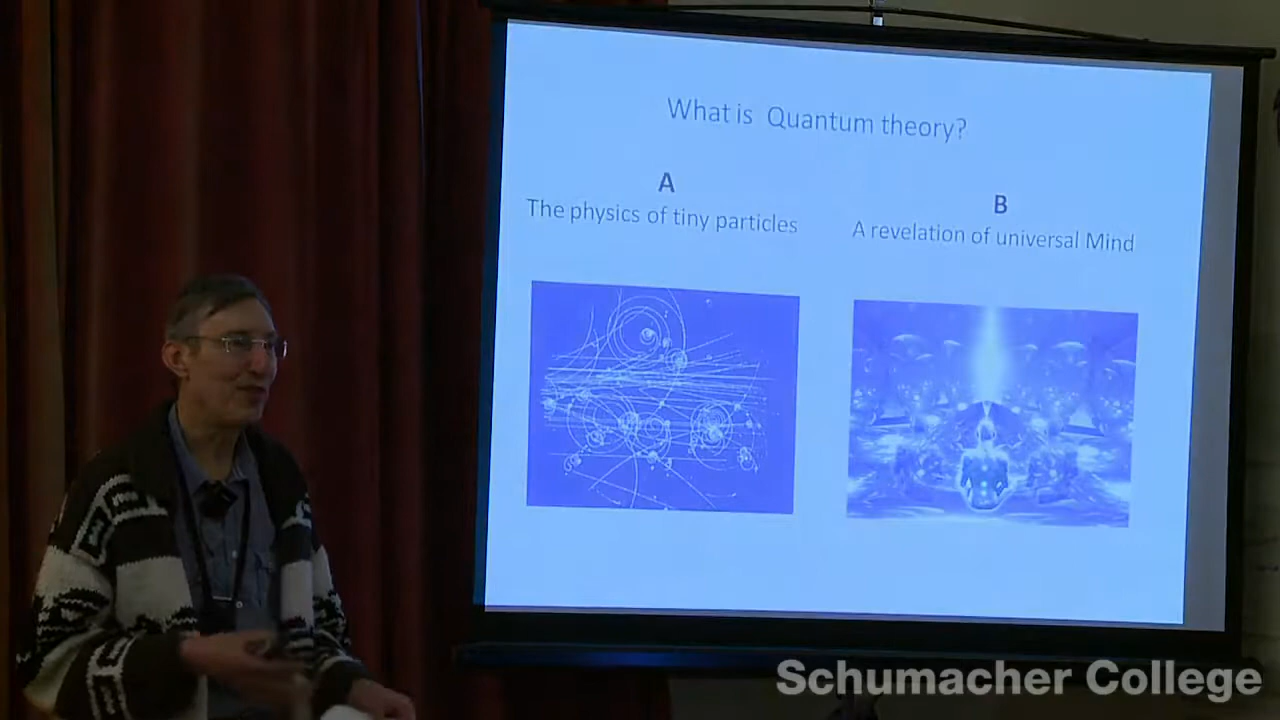 What is Quantum theory?
A
The physics of tiny particles
B
A revelation of universal Mind
Schumacher College